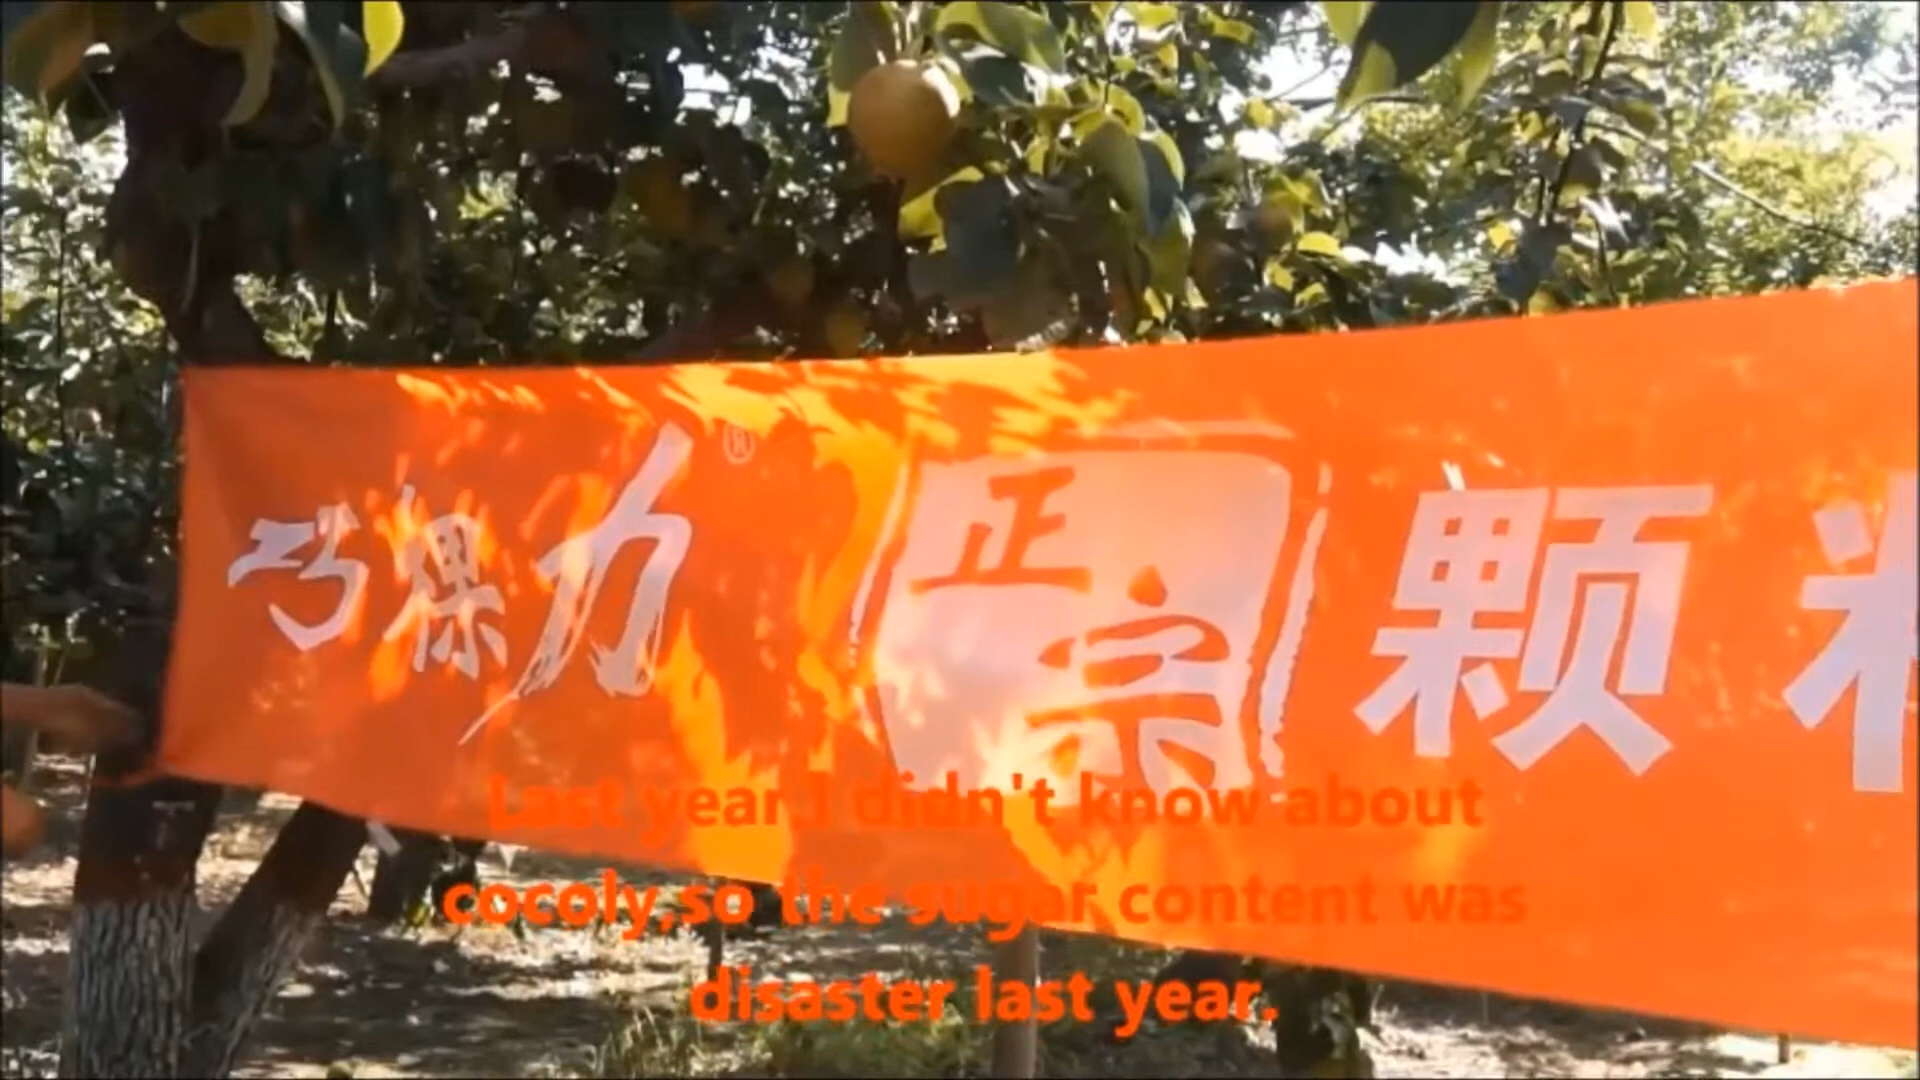 巧粿力®
正宗
颗
Last year,I didn't know about
cocoly,so the sugar content was
disaster last year.